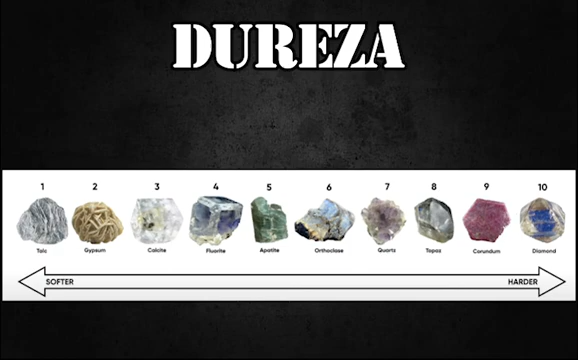 DUREZA
1 2 3 4 5 6 7 8 9 10
Talc Gypsum Calcite Fluorite Apatite Orthoclase Quartz Topaz Corundum Diamond
SOFTER HARDER